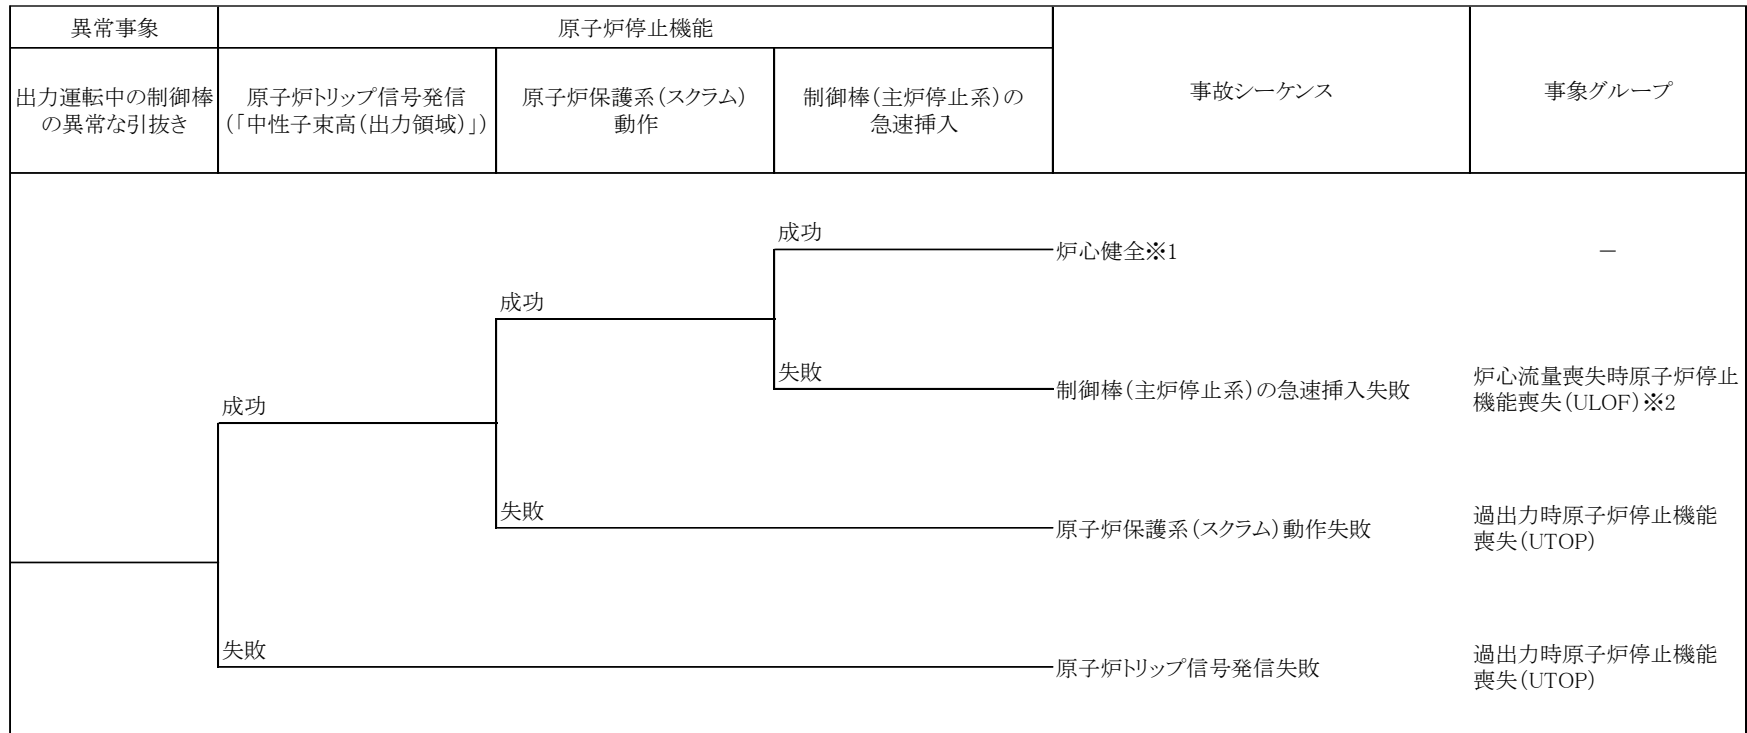 異常事象
原子炉停止機能
事故シーケンス
事象グループ
出力運転中の制御棒
の異常な引抜き
原子炉トリップ信号発信
(「中性子束高(出力領域)」)
原子炉保護系(スクラム)
動作
制御棒(主炉停止系)の
急速挿入
成功
炉心健全※1
－
成功
失敗
制御棒(主炉停止系)の急速挿入失敗
炉心流量喪失時原子炉停止
機能喪失(ULOF)※2
成功
失敗
原子炉保護系(スクラム)動作失敗
過出力時原子炉停止機能
喪失(UTOP)
失敗
原子炉トリップ信号発信失敗
過出力時原子炉停止機能
喪失(UTOP)